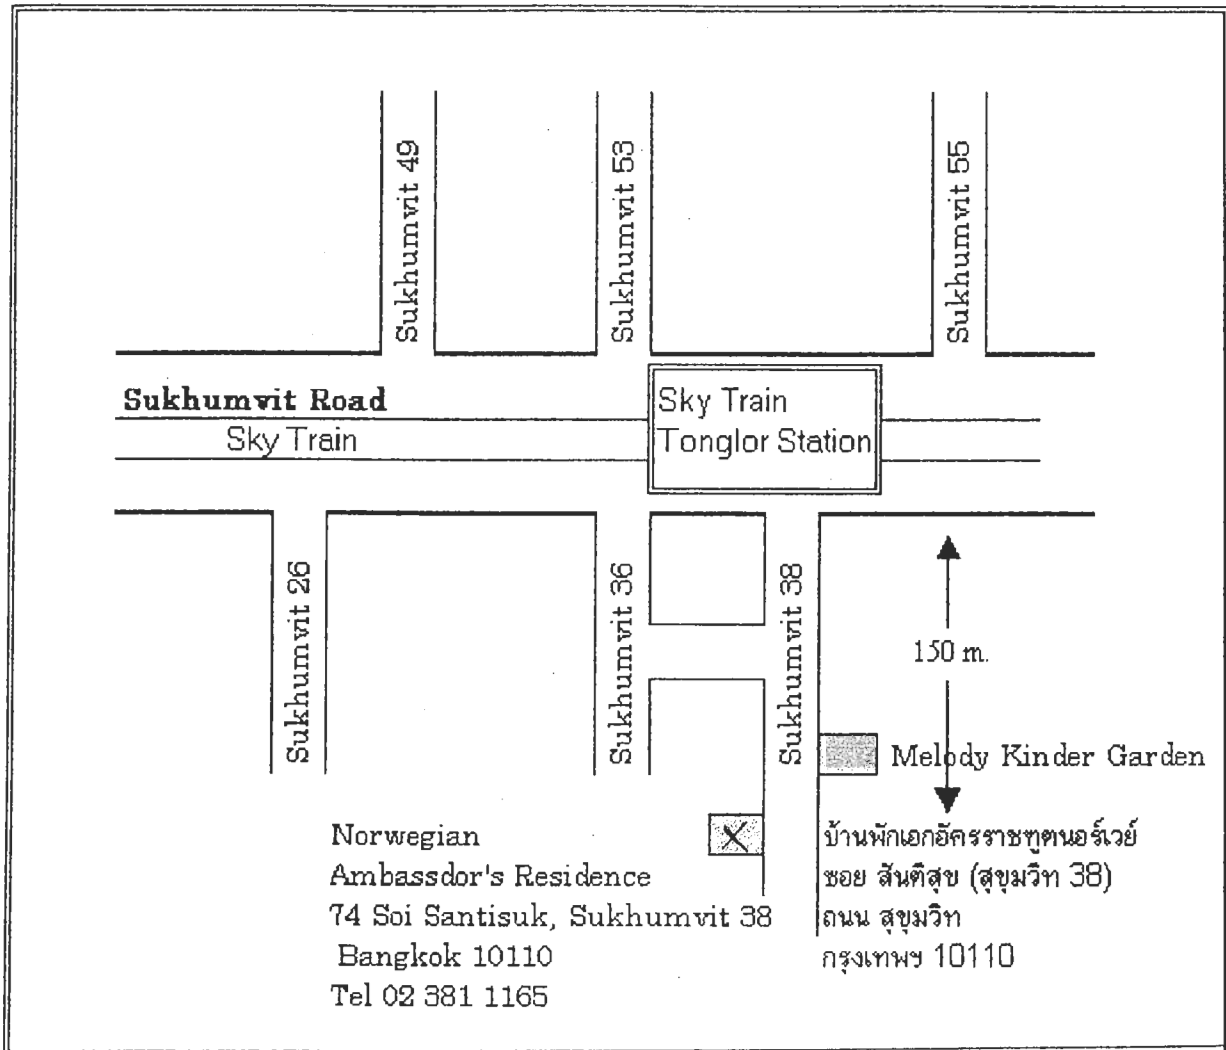 Sukhumvit 49
Sukhumvit 53
Sukhumvit 55
Sukhumvit Road
Sky Train
Sky Train
Tonglor Station
Sukhumvit 26
Sukhumvit 36
Sukhumvit 38
150 m.
Melody Kinder Garden
Norwegian
Ambassdor's Residence
74 Soi Santisuk, Sukhumvit 38
Bangkok 10110
Tel 02 381 1165
บ้านพักเอกอัครราชทูตนอร์เวย์
ซอย สันติสุข (สุขุมวิท 38)
ถนน สุขุมวิท
กรุงเทพฯ 10110